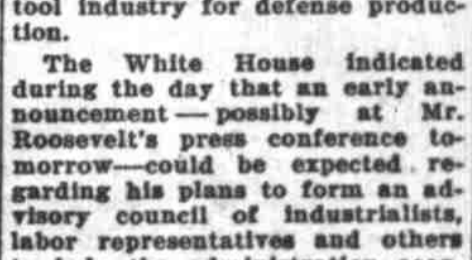 tool industry for defense produc-
tion.
The White House indicated
during the day that an early an-
nouncement — possibly at Mr.
Roosevelt's press conference to-
morrow—could be expected re-
garding his plans to form an ad-
visory council of industrialists,
labor representatives and others